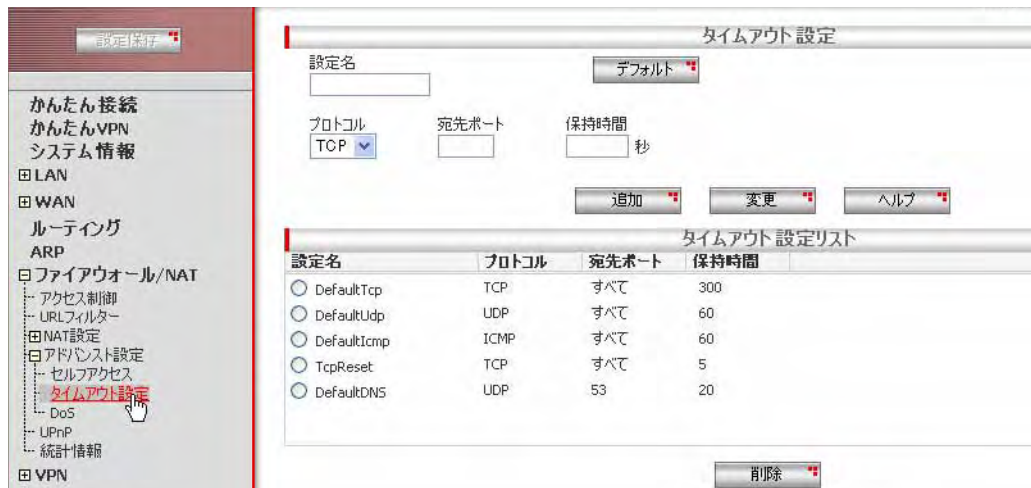 設定保存
かんたん接続
かんたんVPN
システム情報
LAN
WAN
ルーティング
ARP
ファイアウォール/NAT
アクセス制御
URLフィルター
NAT設定
アドバンスト設定
セルフアクセス
タイムアウト設定
DoS
UPnP
統計情報
VPN
タイムアウト設定
設定名
デフォルト
プロトコル 宛先ポート 保持時間
TCP 秒
追加 変更 ヘルプ
タイムアウト設定リスト
設定名 プロトコル 宛先ポート 保持時間
DefaultTcp TCP すべて 300
DefaultUdp UDP すべて 60
DefaultIcmp ICMP すべて 60
TcpReset TCP すべて 5
DefaultDNS UDP 53 20
削除